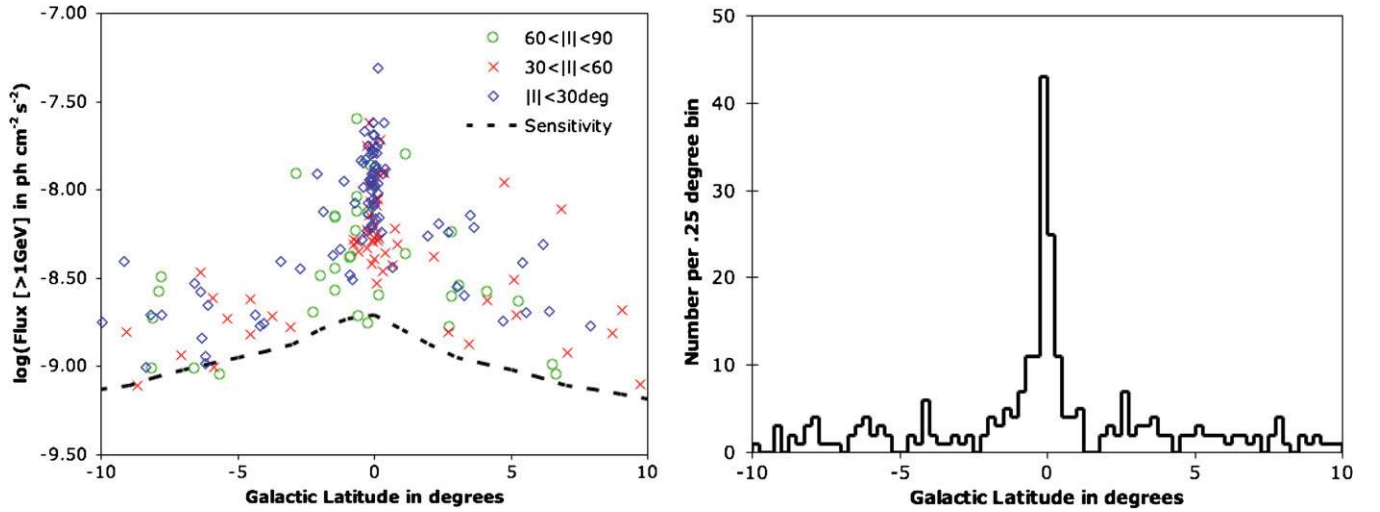 -7.00
-7.50
-8.00
-8.50
-9.00
-9.50
log(Flux [>1GeV] in ph cm-2 s-2)
60<|l|<90
30<|l|<60
|l|<30deg
Sensitivity
-10 -5 0 5 10
Galactic Latitude in degrees
50
40
30
20
10
0
Number per .25 degree bin
-10 -5 0 5 10
Galactic Latitude in degrees